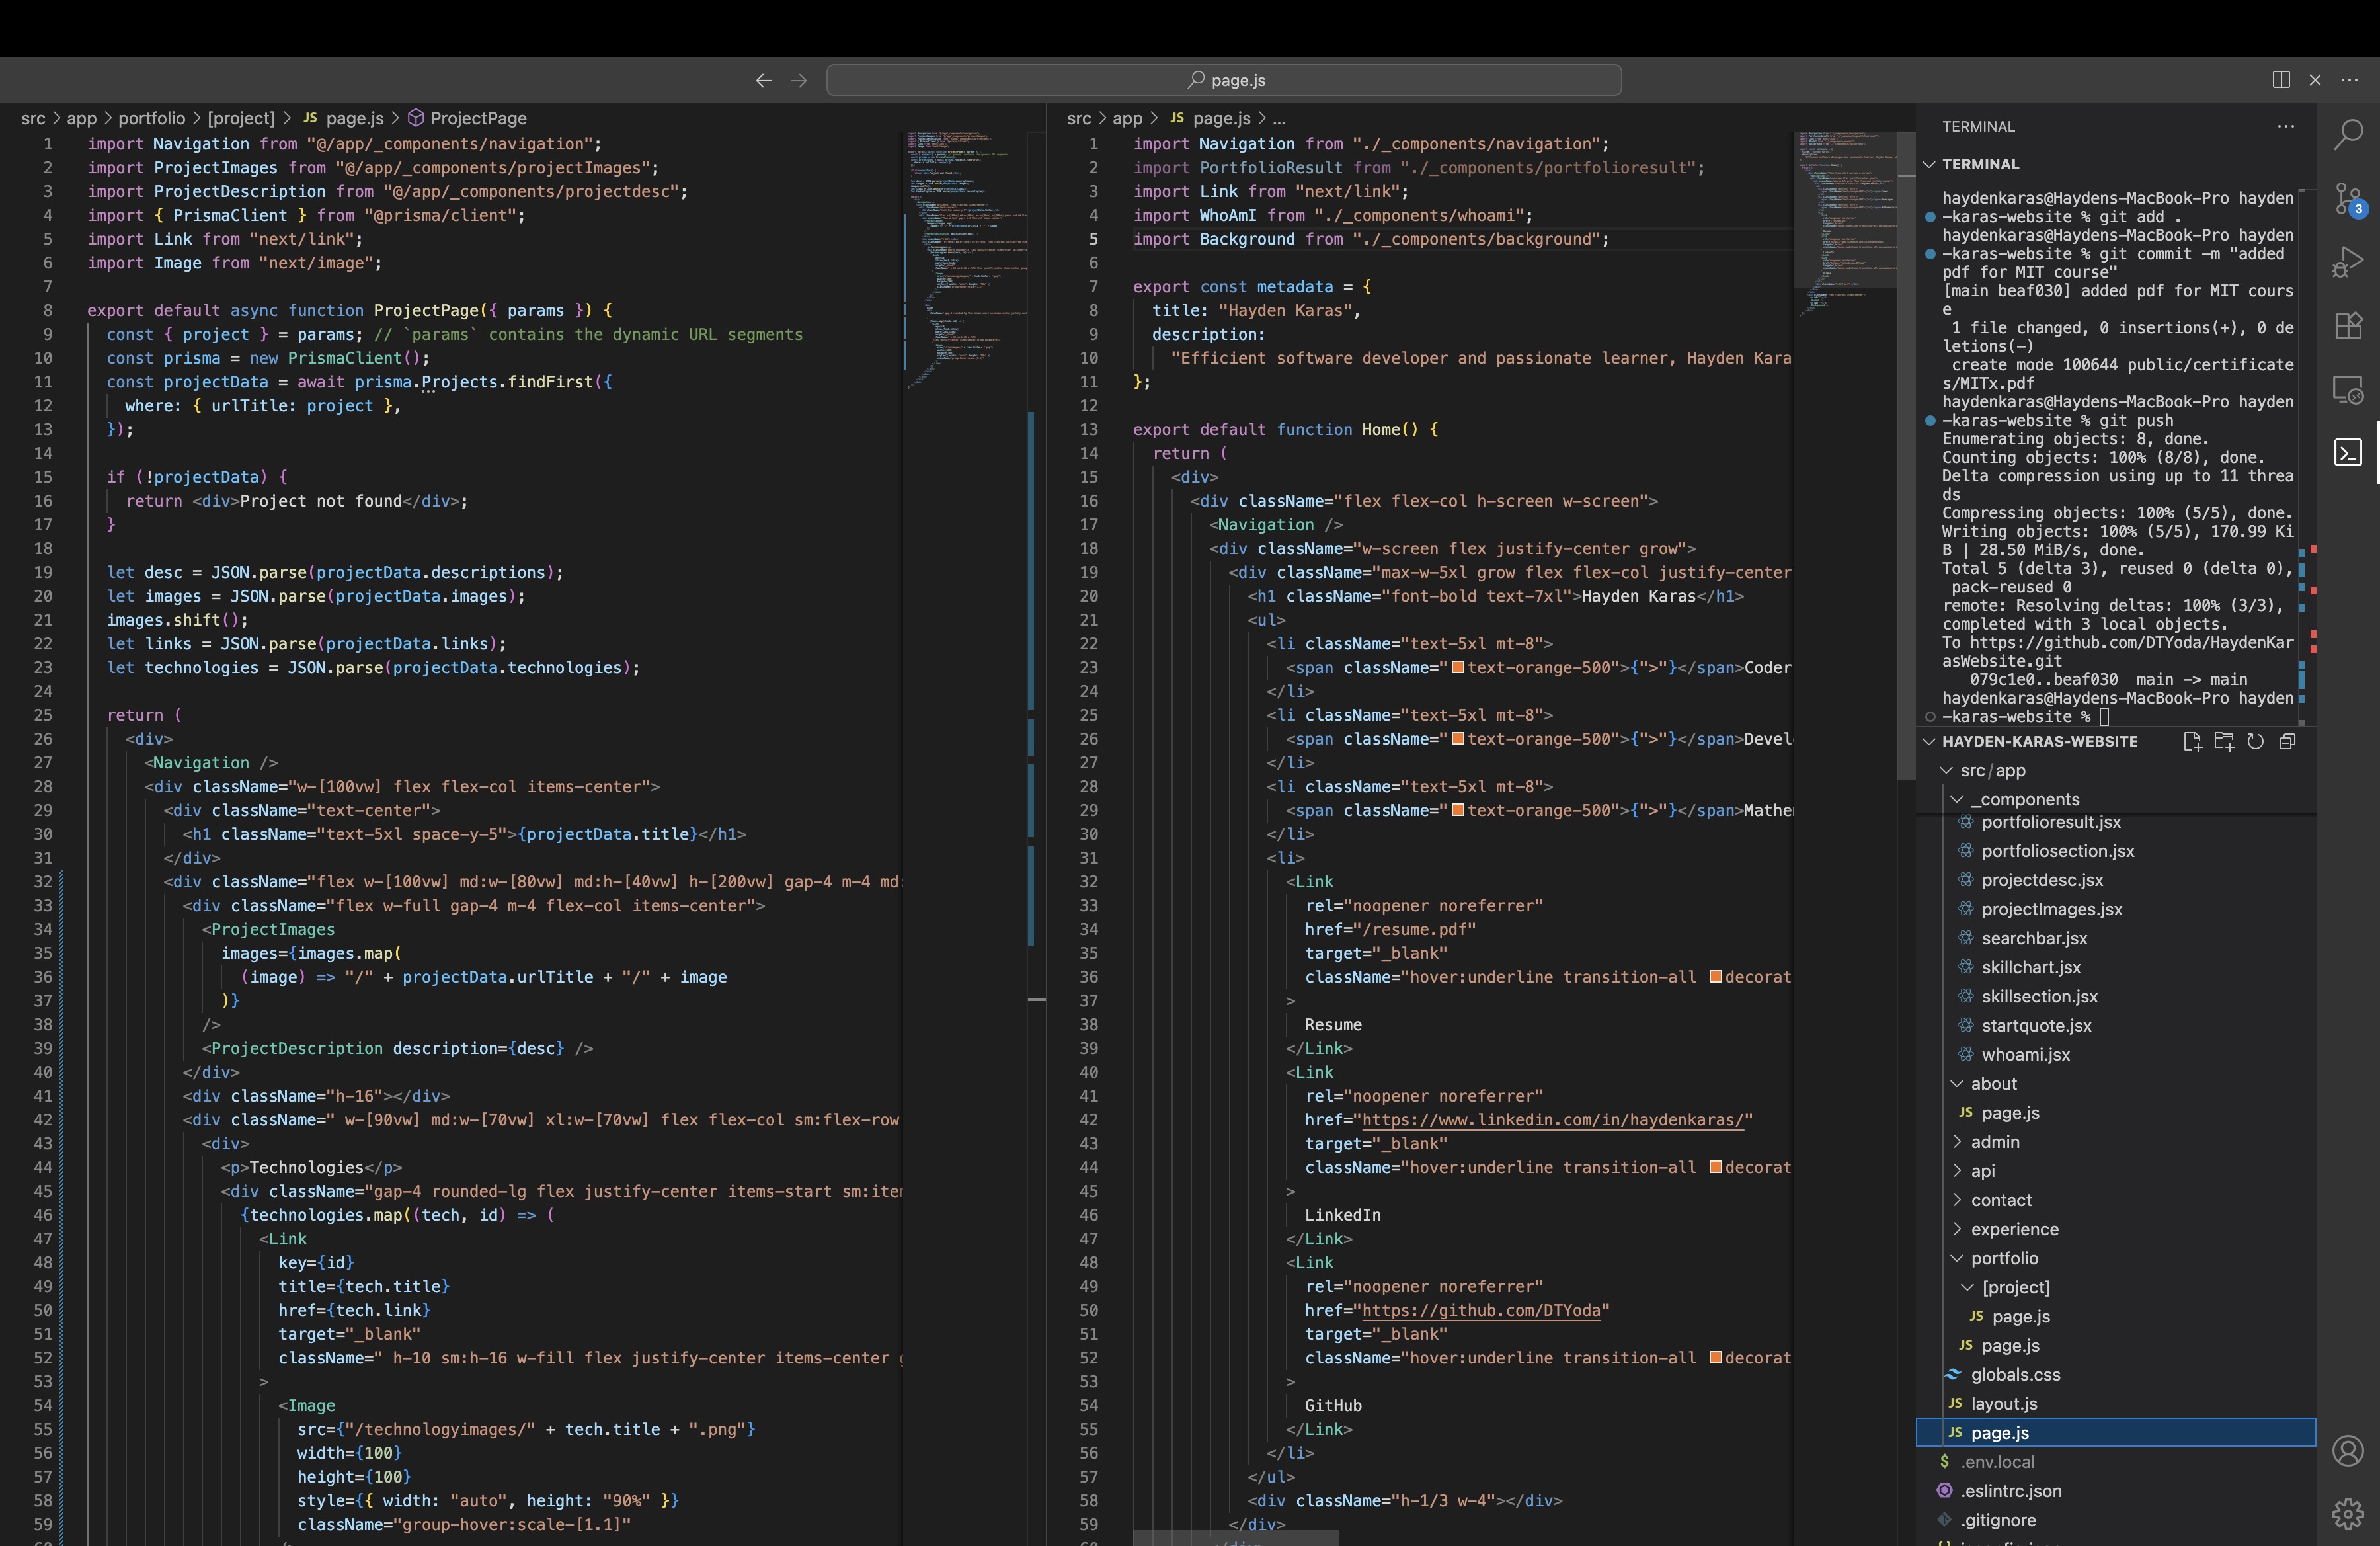 page.js
src > app > portfolio > [project] > JS page.js > ProjectPage
1 import Navigation from "@/app/_components/navigation";
2 import ProjectImages from "@/app/_components/projectImages";
3 import ProjectDescription from "@/app/_components/projectdesc";
4 import { PrismaClient } from "@prisma/client";
5 import Link from "next/link";
6 import Image from "next/image";
7
8 export default async function ProjectPage({ params }) {
9 const { project } = params; // `params` contains the dynamic URL segments
10 const prisma = new PrismaClient();
11 const projectData = await prisma.Projects.findFirst({
12 where: { urlTitle: project },
13 });
14
15 if (!projectData) {
16 return <div>Project not found</div>;
17 }
18
19 let desc = JSON.parse(projectData.descriptions);
20 let images = JSON.parse(projectData.images);
21 images.shift();
22 let links = JSON.parse(projectData.links);
23 let technologies = JSON.parse(projectData.technologies);
24
25 return (
26 <div>
27 <Navigation />
28 <div className="w-[100vw] flex flex-col items-center">
29 <div className="text-center">
30 <h1 className="text-5xl space-y-5">{projectData.title}</h1>
31 </div>
32 <div className="flex w-[100vw] md:w-[80vw] md:h-[40vw] h-[200vw] gap-4 m-4 md:
33 <div className="flex w-full gap-4 m-4 flex-col items-center">
34 <ProjectImages
35 images={images.map(
36 (image) => "/" + projectData.urlTitle + "/" + image
37 )}
38 />
39 <ProjectDescription description={desc} />
40 </div>
41 <div className="h-16"></div>
42 <div className=" w-[90vw] md:w-[70vw] xl:w-[70vw] flex flex-col sm:flex-row
43 <div>
44 <p>Technologies</p>
45 <div className="gap-4 rounded-lg flex justify-center items-start sm:item
46 {technologies.map((tech, id) => (
47 <Link
48 key={id}
49 title={tech.title}
50 href={tech.link}
51 target="_blank"
52 className=" h-10 sm:h-16 w-fill flex justify-center items-center g
53 >
54 <Image
55 src={"/technologyimages/" + tech.title + ".png"}
56 width={100}
57 height={100}
58 style={{ width: "auto", height: "90%" }}
59 className="group-hover:scale-[1.1]"
src > app > JS page.js > ...
1 import Navigation from "./_components/navigation";
2 import PortfolioResult from "./_components/portfolioresult";
3 import Link from "next/link";
4 import WhoAmI from "./_components/whoami";
5 import Background from "./_components/background";
6
7 export const metadata = {
8 title: "Hayden Karas",
9 description:
10 "Efficient software developer and passionate learner, Hayden Kara
11 };
12
13 export default function Home() {
14 return (
15 <div>
16 <div className="flex flex-col h-screen w-screen">
17 <Navigation />
18 <div className="w-screen flex justify-center grow">
19 <div className="max-w-5xl grow flex flex-col justify-center"
20 <h1 className="font-bold text-7xl">Hayden Karas</h1>
21 <ul>
22 <li className="text-5xl mt-8">
23 <span className="text-orange-500">{">"}</span>Coder
24 </li>
25 <li className="text-5xl mt-8">
26 <span className="text-orange-500">{">"}</span>Devel
27 </li>
28 <li className="text-5xl mt-8">
29 <span className="text-orange-500">{">"}</span>Mathe
30 </li>
31 <li>
32 <Link
33 rel="noopener noreferrer"
34 href="/resume.pdf"
35 target="_blank"
36 className="hover:underline transition-all decorat
37 >
38 Resume
39 </Link>
40 <Link
41 rel="noopener noreferrer"
42 href="https://www.linkedin.com/in/haydenkaras/"
43 target="_blank"
44 className="hover:underline transition-all decorat
45 >
46 LinkedIn
47 </Link>
48 <Link
49 rel="noopener noreferrer"
50 href="https://github.com/DTYoda"
51 target="_blank"
52 className="hover:underline transition-all decorat
53 >
54 GitHub
55 </Link>
56 </li>
57 </ul>
58 <div className="h-1/3 w-4"></div>
59 </div>
TERMINAL
TERMINAL
haydenkaras@Haydens-MacBook-Pro hayden
-karas-website % git add .
haydenkaras@Haydens-MacBook-Pro hayden
-karas-website % git commit -m "added
pdf for MIT course"
[main beaf030] added pdf for MIT cours
e
1 file changed, 0 insertions(+), 0 de
letions(-)
create mode 100644 public/certificate
s/MITx.pdf
haydenkaras@Haydens-MacBook-Pro hayden
-karas-website % git push
Enumerating objects: 8, done.
Counting objects: 100% (8/8), done.
Delta compression using up to 11 threa
ds
Compressing objects: 100% (5/5), done.
Writing objects: 100% (5/5), 170.99 Ki
B | 28.50 MiB/s, done.
Total 5 (delta 3), reused 0 (delta 0),
pack-reused 0
remote: Resolving deltas: 100% (3/3),
completed with 3 local objects.
To https://github.com/DTYoda/HaydenKar
asWebsite.git
079c1e0..beaf030 main -> main
haydenkaras@Haydens-MacBook-Pro hayden
-karas-website %
HAYDEN-KARAS-WEBSITE
src/app
_components
portfolioresult.jsx
portfoliosection.jsx
projectdesc.jsx
projectImages.jsx
searchbar.jsx
skillchart.jsx
skillsection.jsx
startquote.jsx
whoami.jsx
about
JS page.js
admin
api
contact
experience
portfolio
[project]
JS page.js
JS page.js
globals.css
JS layout.js
JS page.js
$ .env.local
.eslintrc.json
.gitignore
3